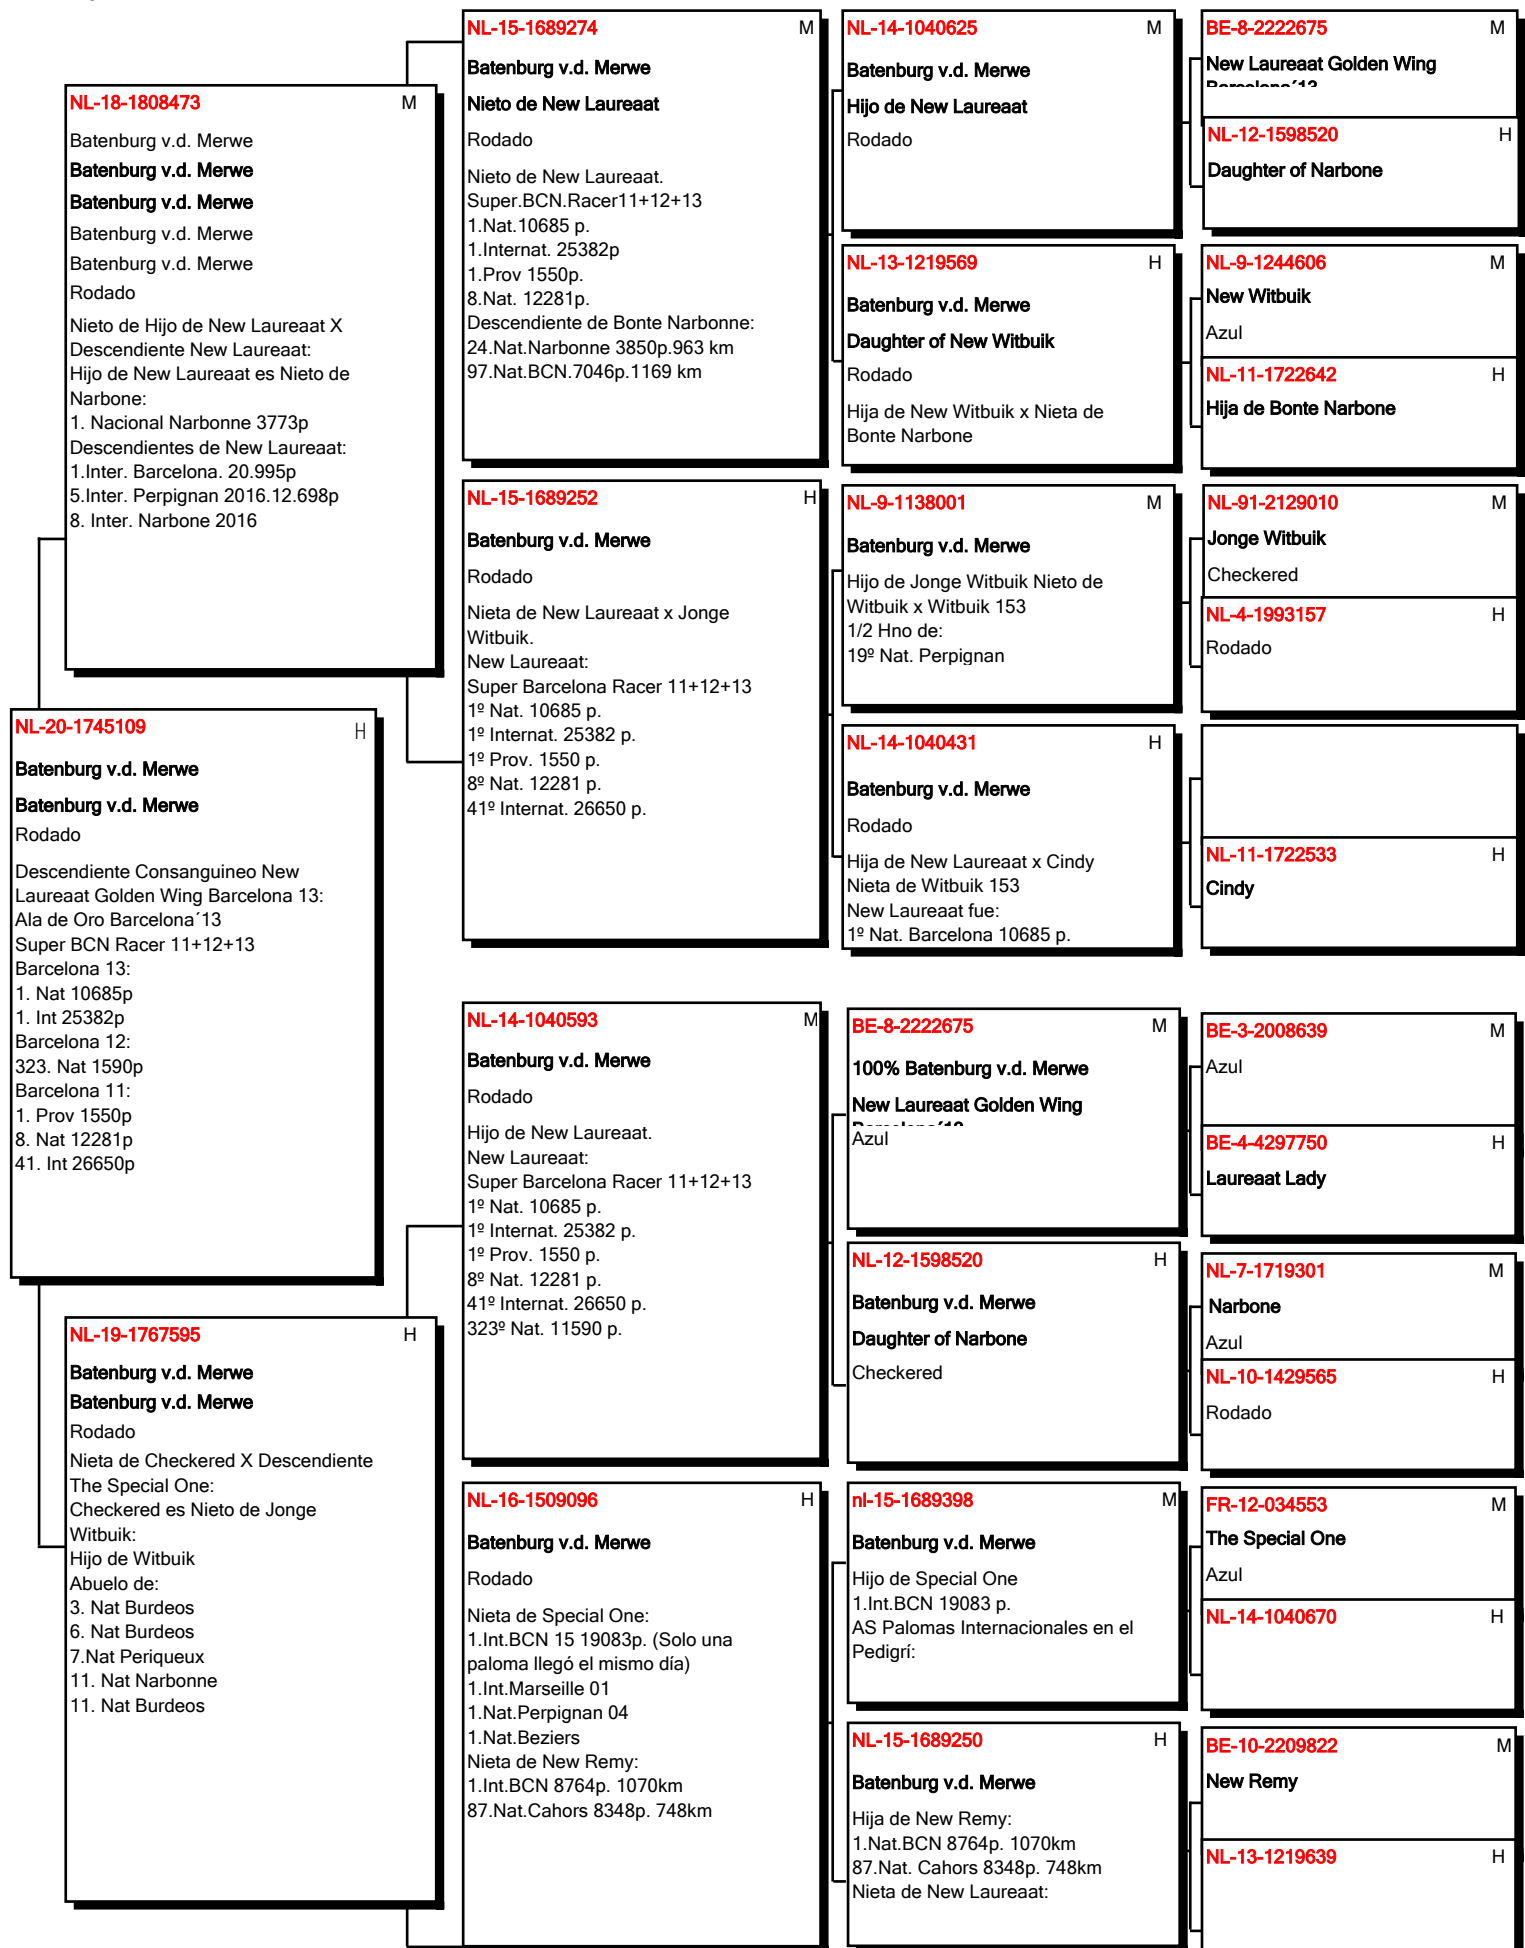 NL-20-1745109
H
Batenburg v.d. Merwe
Batenburg v.d. Merwe
Rodado
Descendiente Consanguineo New
Laureaat Golden Wing Barcelona 13:
Ala de Oro Barcelona´13
Super BCN Racer 11+12+13
Barcelona 13:
1. Nat 10685p
1. Int 25382p
Barcelona 12:
323. Nat 1590p
Barcelona 11:
1. Prov 1550p
8. Nat 12281p
41. Int 26650p
NL-18-1808473
M
Batenburg v.d. Merwe
Batenburg v.d. Merwe
Batenburg v.d. Merwe
Batenburg v.d. Merwe
Batenburg v.d. Merwe
Rodado
Nieto de Hijo de New Laureaat X
Descendiente New Laureaat:
Hijo de New Laureaat es Nieto de
Narbone:
1. Nacional Narbonne 3773p
Descendientes de New Laureaat:
1.Inter. Barcelona. 20.995p
5.Inter. Perpignan 2016.12.698p
8. Inter. Narbone 2016
NL-19-1767595
H
Batenburg v.d. Merwe
Batenburg v.d. Merwe
Rodado
Nieta de Checkered X Descendiente
The Special One:
Checkered es Nieto de Jonge
Witbuik:
Hijo de Witbuik
Abuelo de:
3. Nat Burdeos
6. Nat Burdeos
7.Nat Periqueux
11. Nat Narbonne
11. Nat Burdeos
NL-15-1689274
M
Batenburg v.d. Merwe
Nieto de New Laureaat
Rodado
Nieto de New Laureaat.
Super.BCN.Racer11+12+13
1.Nat.10685 p.
1.Internat. 25382p
1.Prov 1550p.
8.Nat. 12281p.
Descendiente de Bonte Narbonne:
24.Nat.Narbonne 3850p.963 km
97.Nat.BCN.7046p.1169 km
NL-15-1689252
H
Batenburg v.d. Merwe
Rodado
Nieta de New Laureaat x Jonge
Witbuik.
New Laureaat:
Super Barcelona Racer 11+12+13
1º Nat. 10685 p.
1º Internat. 25382 p.
1º Prov. 1550 p.
8º Nat. 12281 p.
41º Internat. 26650 p.
NL-14-1040593
M
Batenburg v.d. Merwe
Rodado
Hijo de New Laureaat.
New Laureaat:
Super Barcelona Racer 11+12+13
1º Nat. 10685 p.
1º Internat. 25382 p.
1º Prov. 1550 p.
8º Nat. 12281 p.
41º Internat. 26650 p.
323º Nat. 11590 p.
NL-16-1509096
H
Batenburg v.d. Merwe
Rodado
Nieta de Special One:
1.Int.BCN 15 19083p. (Solo una
paloma llegó el mismo día)
1.Int.Marseille 01
1.Nat.Perpignan 04
1.Nat.Beziers
Nieta de New Remy:
1.Int.BCN 8764p. 1070km
87.Nat.Cahors 8348p. 748km
NL-14-1040625
M
Batenburg v.d. Merwe
Hijo de New Laureaat
Rodado
NL-13-1219569
H
Batenburg v.d. Merwe
Daughter of New Witbuik
Rodado
Hija de New Witbuik x Nieta de
Bonte Narbone
NL-9-1138001
M
Batenburg v.d. Merwe
Hijo de Jonge Witbuik Nieto de
Witbuik x Witbuik 153
1/2 Hno de:
19º Nat. Perpignan
NL-14-1040431
H
Batenburg v.d. Merwe
Rodado
Hija de New Laureaat x Cindy
Nieta de Witbuik 153
New Laureaat fue:
1º Nat. Barcelona 10685 p.
BE-8-2222675
M
100% Batenburg v.d. Merwe
New Laureaat Golden Wing
Azul
NL-12-1598520
H
Batenburg v.d. Merwe
Daughter of Narbone
Checkered
nl-15-1689398
M
Batenburg v.d. Merwe
Hijo de Special One
1.Int.BCN 19083 p.
AS Palomas Internacionales en el
Pedigrí:
NL-15-1689250
H
Batenburg v.d. Merwe
Hija de New Remy:
1.Nat.BCN 8764p. 1070km
87.Nat. Cahors 8348p. 748km
Nieta de New Laureaat:
BE-8-2222675
M
New Laureaat Golden Wing
NL-12-1598520
H
Daughter of Narbone
NL-9-1244606
M
New Witbuik
Azul
NL-11-1722642
H
Hija de Bonte Narbone
NL-91-2129010
M
Jonge Witbuik
Checkered
NL-4-1993157
H
Rodado
NL-11-1722533
H
Cindy
BE-3-2008639
M
Azul
BE-4-4297750
H
Laureaat Lady
NL-7-1719301
M
Narbone
Azul
NL-10-1429565
H
Rodado
FR-12-034553
M
The Special One
Azul
NL-14-1040670
H
BE-10-2209822
M
New Remy
NL-13-1219639
H